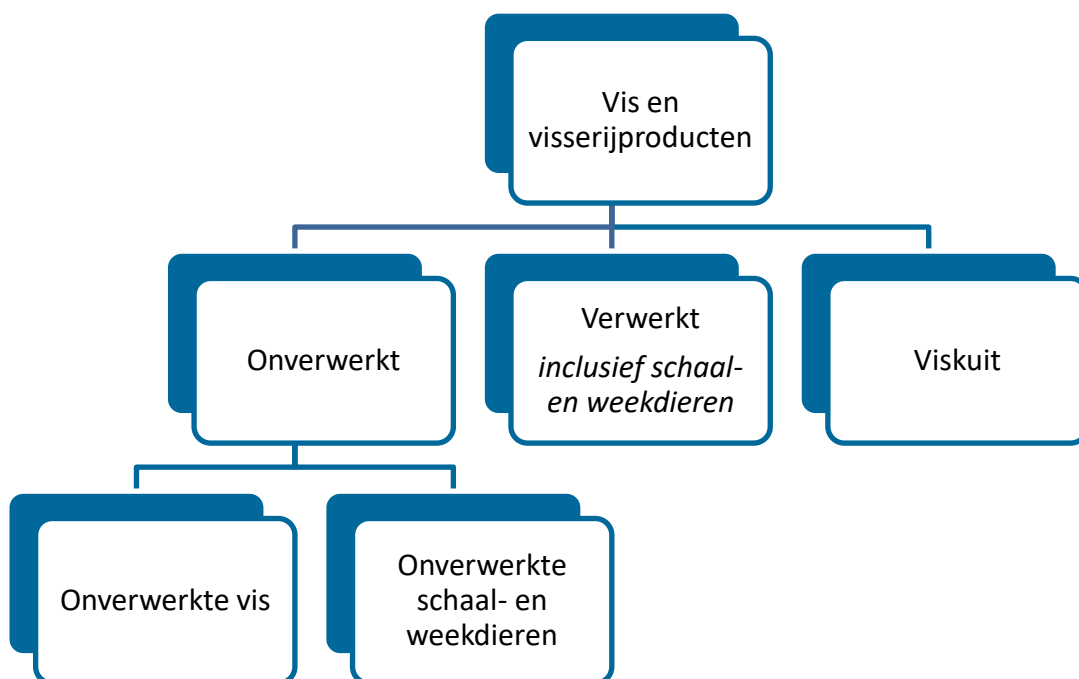 Vis en
visserijproducten
Onverwerkt
Verwerkt
inclusief schaal-
en weekdieren
Viskuit
Onverwerkte vis
Onverwerkte
schaal- en
weekdieren